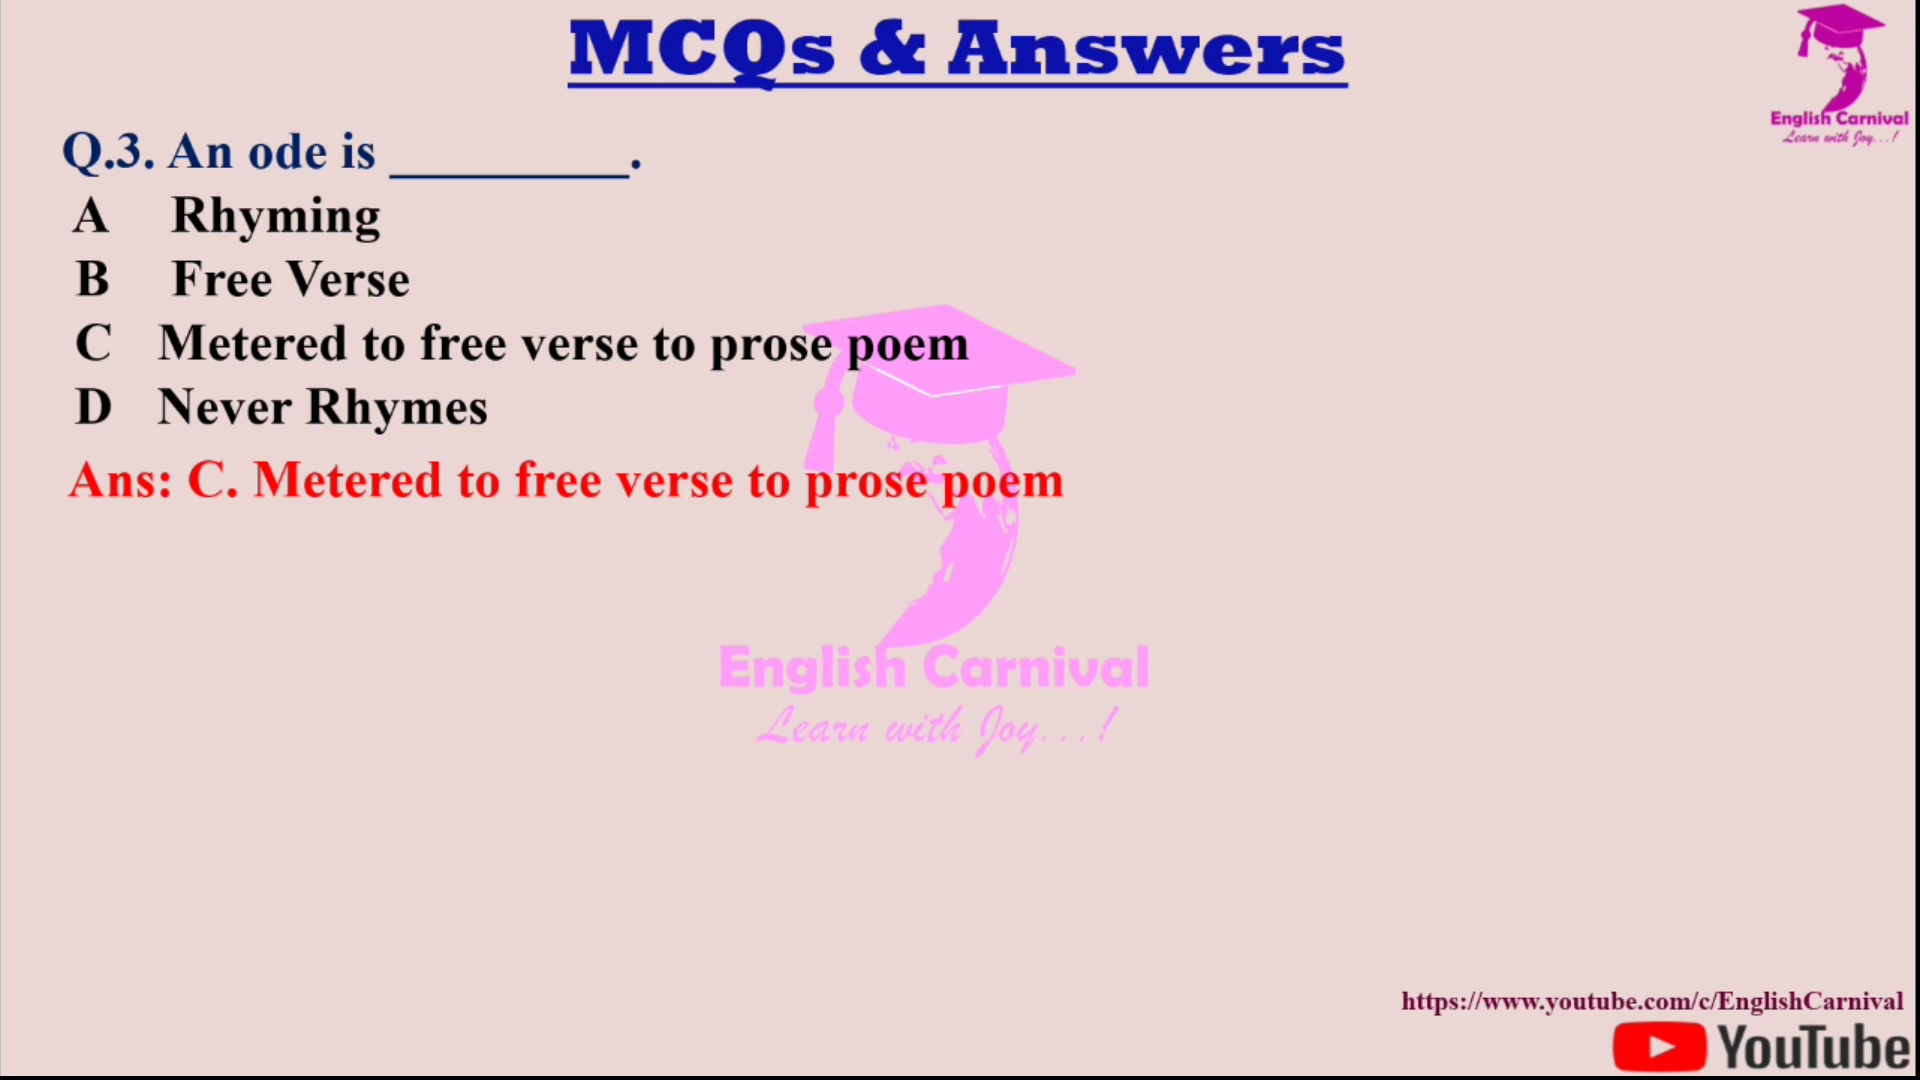 MCQs & Answers
English Carnival
Learn with Joy...!
Q.3. An ode is __________.
A Rhyming
B Free Verse
C Metered to free verse to prose poem
D Never Rhymes
Ans: C. Metered to free verse to prose poem
English Carnival
Learn with Joy...!
https://www.youtube.com/c/EnglishCarnival
YouTube